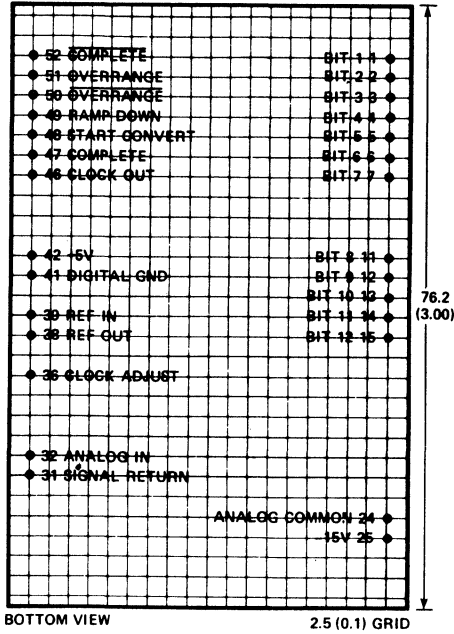 52 COMPLETE BIT 1 1
51 OVERRANGE BIT 2 2
50 OVERRANGE BIT 3 3
49 RAMP DOWN BIT 4 4
48 START CONVERT BIT 5 5
47 COMPLETE BIT 6 6
46 CLOCK OUT BIT 7 7
42 +5V BIT 8 11
41 DIGITAL GND BIT 9 12
BIT 10 13
39 REF IN BIT 11 14
38 REF OUT BIT 12 15
36 CLOCK ADJUST
76.2
(3.00)
32 ANALOG IN
31 SIGNAL RETURN
ANALOG COMMON 24
15V 25
BOTTOM VIEW 2.5 (0.1) GRID